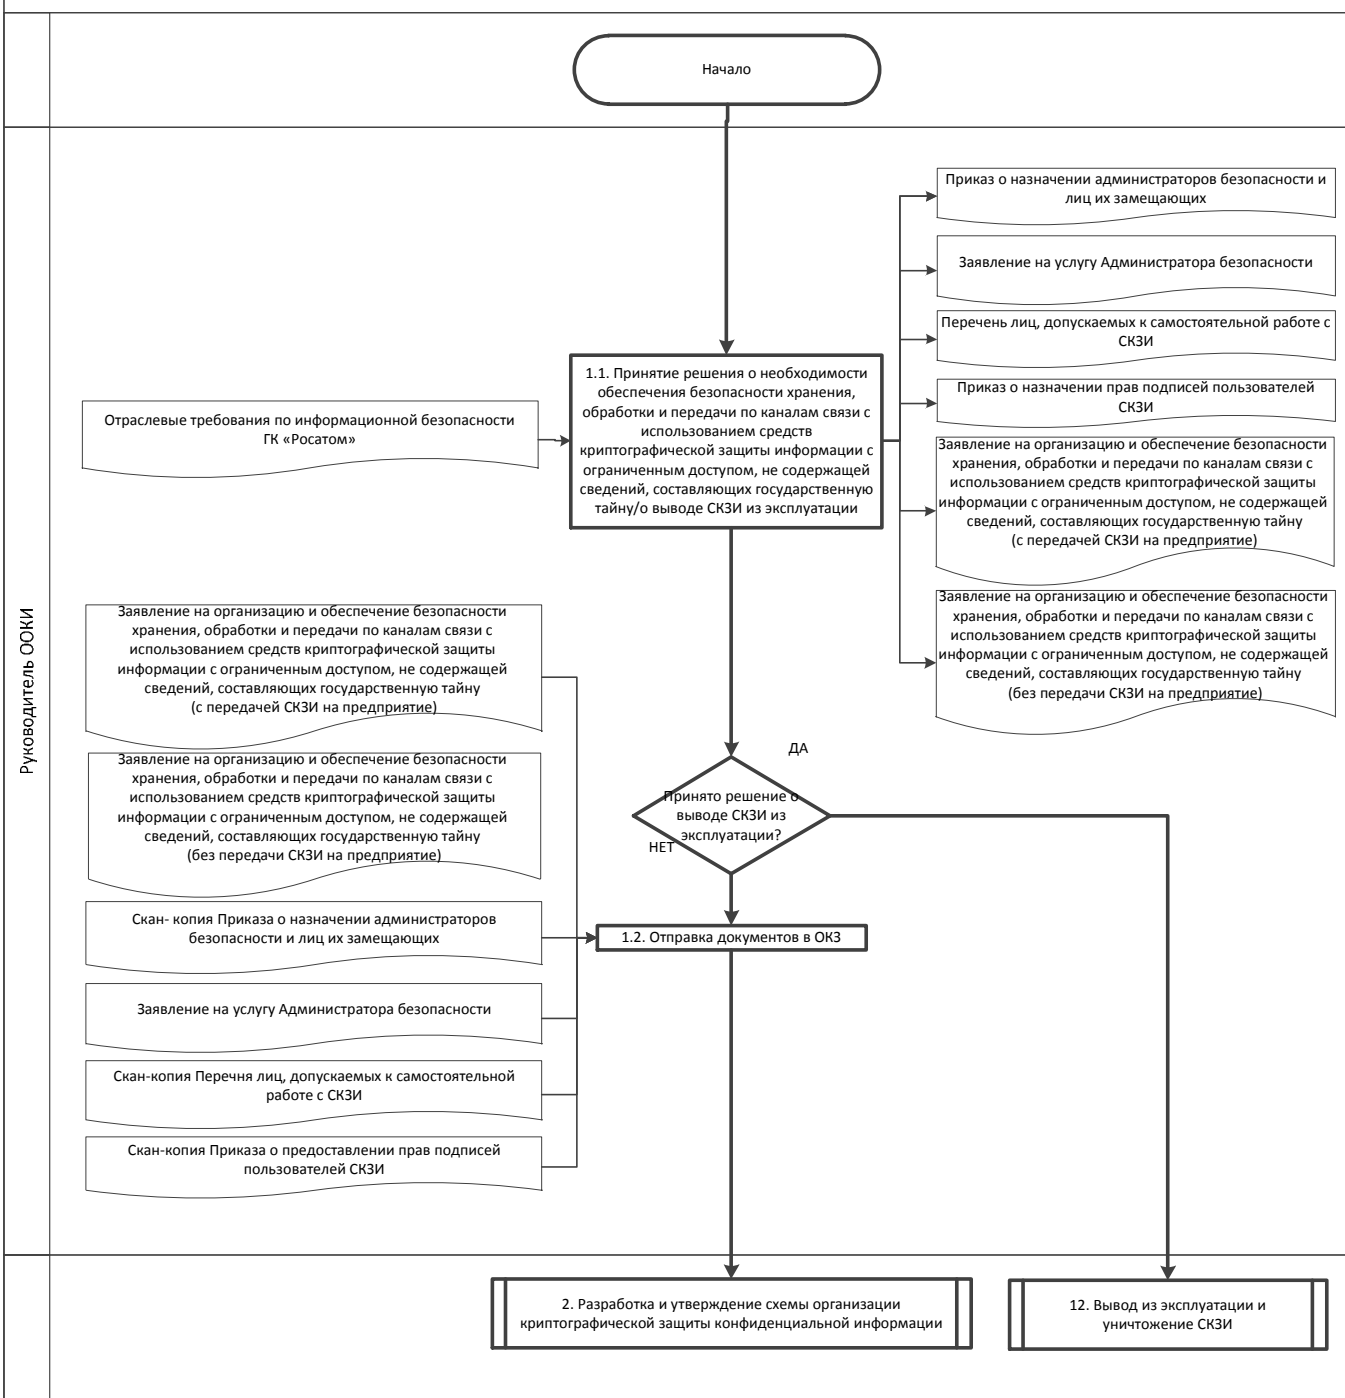 Начало
Руководитель ООКИ
Приказ о назначении администраторов безопасности и
лиц их замещающих
Заявление на услугу Администратора безопасности
Перечень лиц, допускаемых к самостоятельной работе с
СКЗИ
Приказ о назначении прав подписей пользователей
СКЗИ
Заявление на организацию и обеспечение безопасности
хранения, обработки и передачи по каналам связи с
использованием средств криптографической защиты
информации с ограниченным доступом, не содержащей
сведений, составляющих государственную тайну
(с передачей СКЗИ на предприятие)
Заявление на организацию и обеспечение безопасности
хранения, обработки и передачи по каналам связи с
использованием средств криптографической защиты
информации с ограниченным доступом, не содержащей
сведений, составляющих государственную тайну
(без передачи СКЗИ на предприятие)
1.1. Принятие решения о необходимости
обеспечения безопасности хранения,
обработки и передачи по каналам связи с
использованием средств
криптографической защиты информации с
ограниченным доступом, не содержащей
сведений, составляющих государственную
тайну/о выводе СКЗИ из эксплуатации
Отраслевые требования по информационной безопасности
ГК «Росатом»
Заявление на организацию и обеспечение безопасности
хранения, обработки и передачи по каналам связи с
использованием средств криптографической защиты
информации с ограниченным доступом, не содержащей
сведений, составляющих государственную тайну
(с передачей СКЗИ на предприятие)
Заявление на организацию и обеспечение безопасности
хранения, обработки и передачи по каналам связи с
использованием средств криптографической защиты
информации с ограниченным доступом, не содержащей
сведений, составляющих государственную тайну
(без передачи СКЗИ на предприятие)
ДА
Принято решение о
выводе СКЗИ из
эксплуатации?
НЕТ
Скан- копия Приказа о назначении администраторов
безопасности и лиц их замещающих
1.2. Отправка документов в ОКЗ
Заявление на услугу Администратора безопасности
Скан-копия Перечня лиц, допускаемых к самостоятельной
работе с СКЗИ
Скан-копия Приказа о предоставлении прав подписей
пользователей СКЗИ
2. Разработка и утверждение схемы организации
криптографической защиты конфиденциальной информации
12. Вывод из эксплуатации и
уничтожение СКЗИ